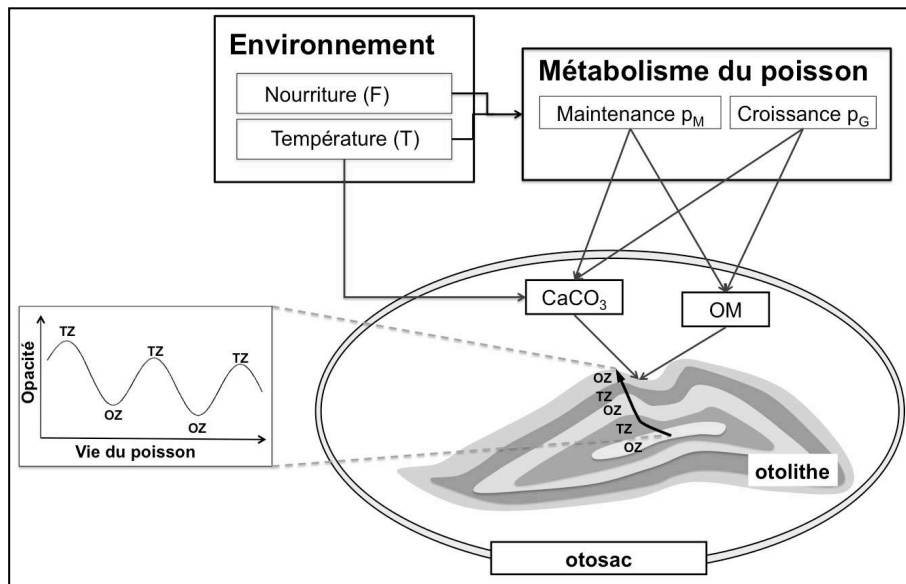 Environnement
Nourriture (F)
Température (T)
Métabolisme du poisson
Maintenance pM
Croissance pG
CaCO3
OM
Opacité
TZ
TZ
TZ
OZ
OZ
Vie du poisson
OZ
TZ
OZ
TZ
OZ
otolithe
otosac